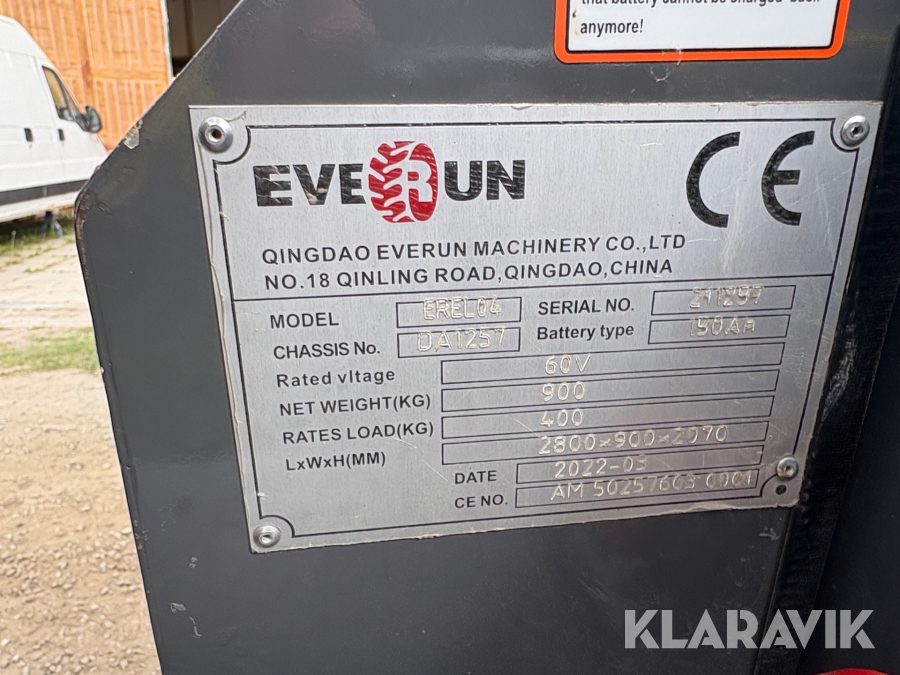 that battery cannot be charged back
anymore!
EVERUN
CE
QINGDAO EVERUN MACHINERY CO.,LTD
NO.18 QINLING ROAD,QINGDAO,CHINA
MODEL EREL04 SERIAL NO. 211257
CHASSIS No. DA1257 Battery type 150Ah
Rated vltage 60V
NET WEIGHT(KG) 900
RATES LOAD(KG) 400
LxWxH(MM) 2800×900×2070
DATE 2022-03
CE NO. AM 50257603 0001
KLARAVIK